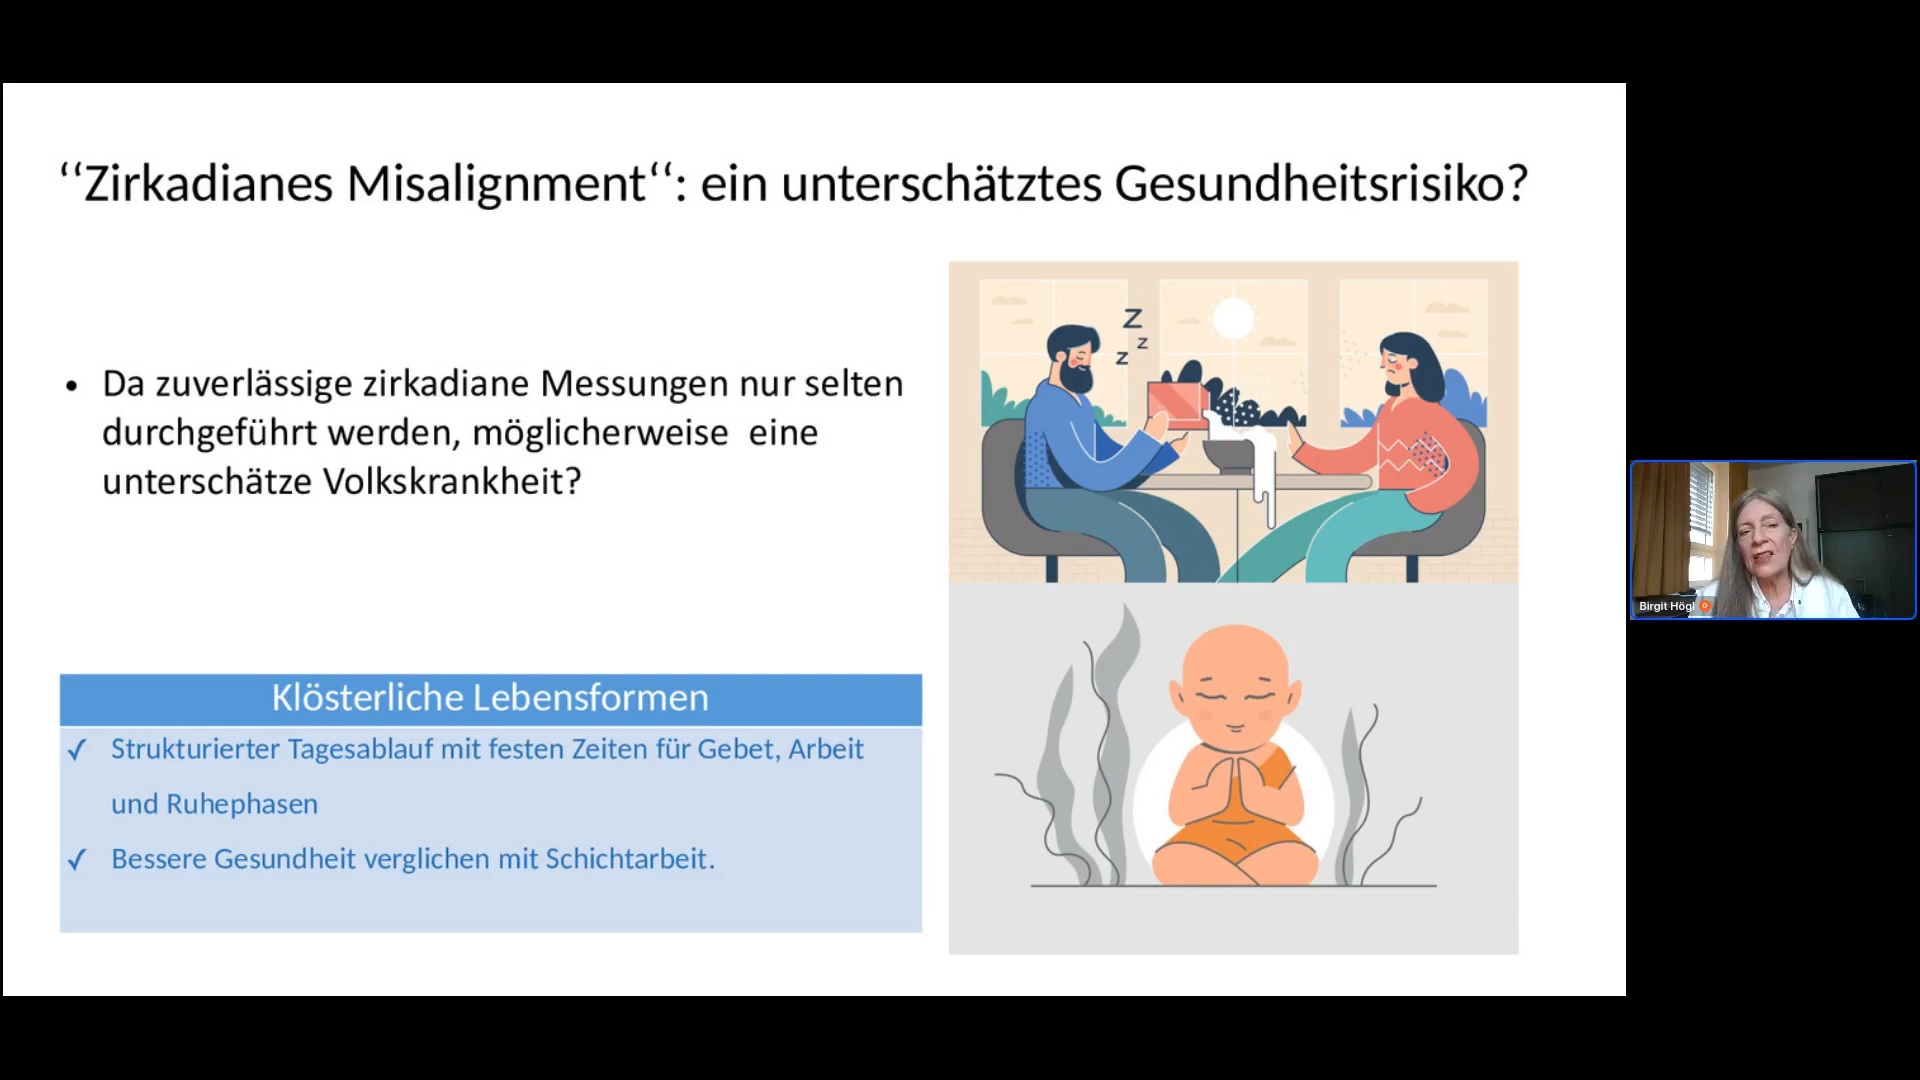 ‘‘Zirkadianes Misalignment‘‘: ein unterschätztes Gesundheitsrisiko?
• Da zuverlässige zirkadiane Messungen nur selten
durchgeführt werden, möglicherweise eine
unterschätze Volkskrankheit?
Z
z
z
Klösterliche Lebensformen
✓ Strukturierter Tagesablauf mit festen Zeiten für Gebet, Arbeit
und Ruhephasen
✓ Bessere Gesundheit verglichen mit Schichtarbeit.
Birgit Högl